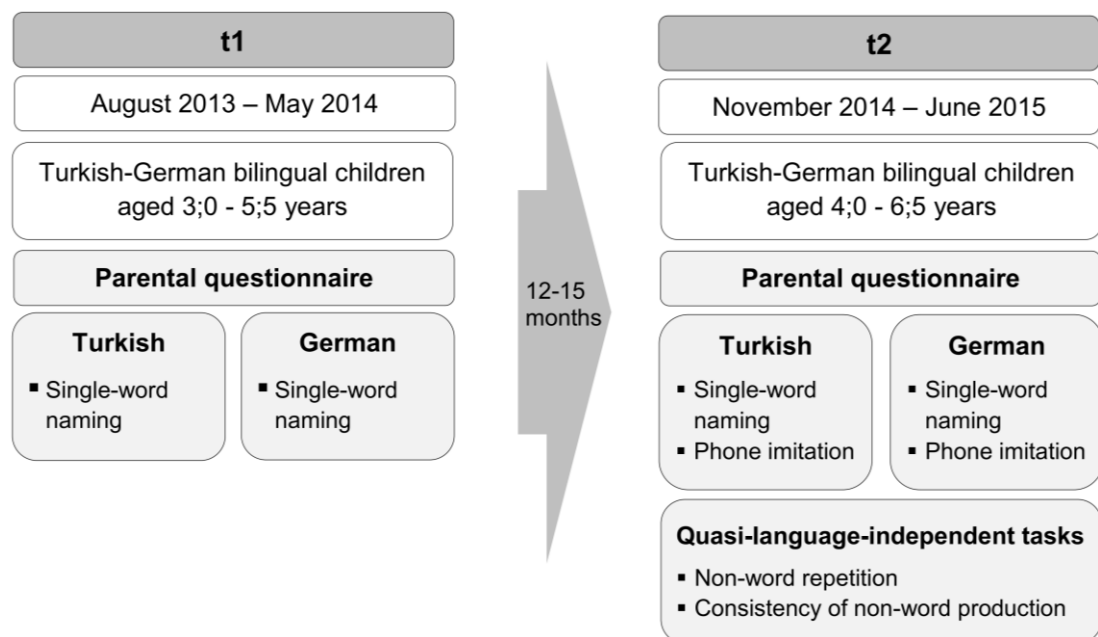 t1
August 2013 – May 2014
Turkish-German bilingual children
aged 3;0 - 5;5 years
Parental questionnaire
Turkish
▪ Single-word
naming
German
▪ Single-word
naming
12-15
months
t2
November 2014 – June 2015
Turkish-German bilingual children
aged 4;0 - 6;5 years
Parental questionnaire
Turkish
▪ Single-word
naming
▪ Phone imitation
German
▪ Single-word
naming
▪ Phone imitation
Quasi-language-independent tasks
▪ Non-word repetition
▪ Consistency of non-word production